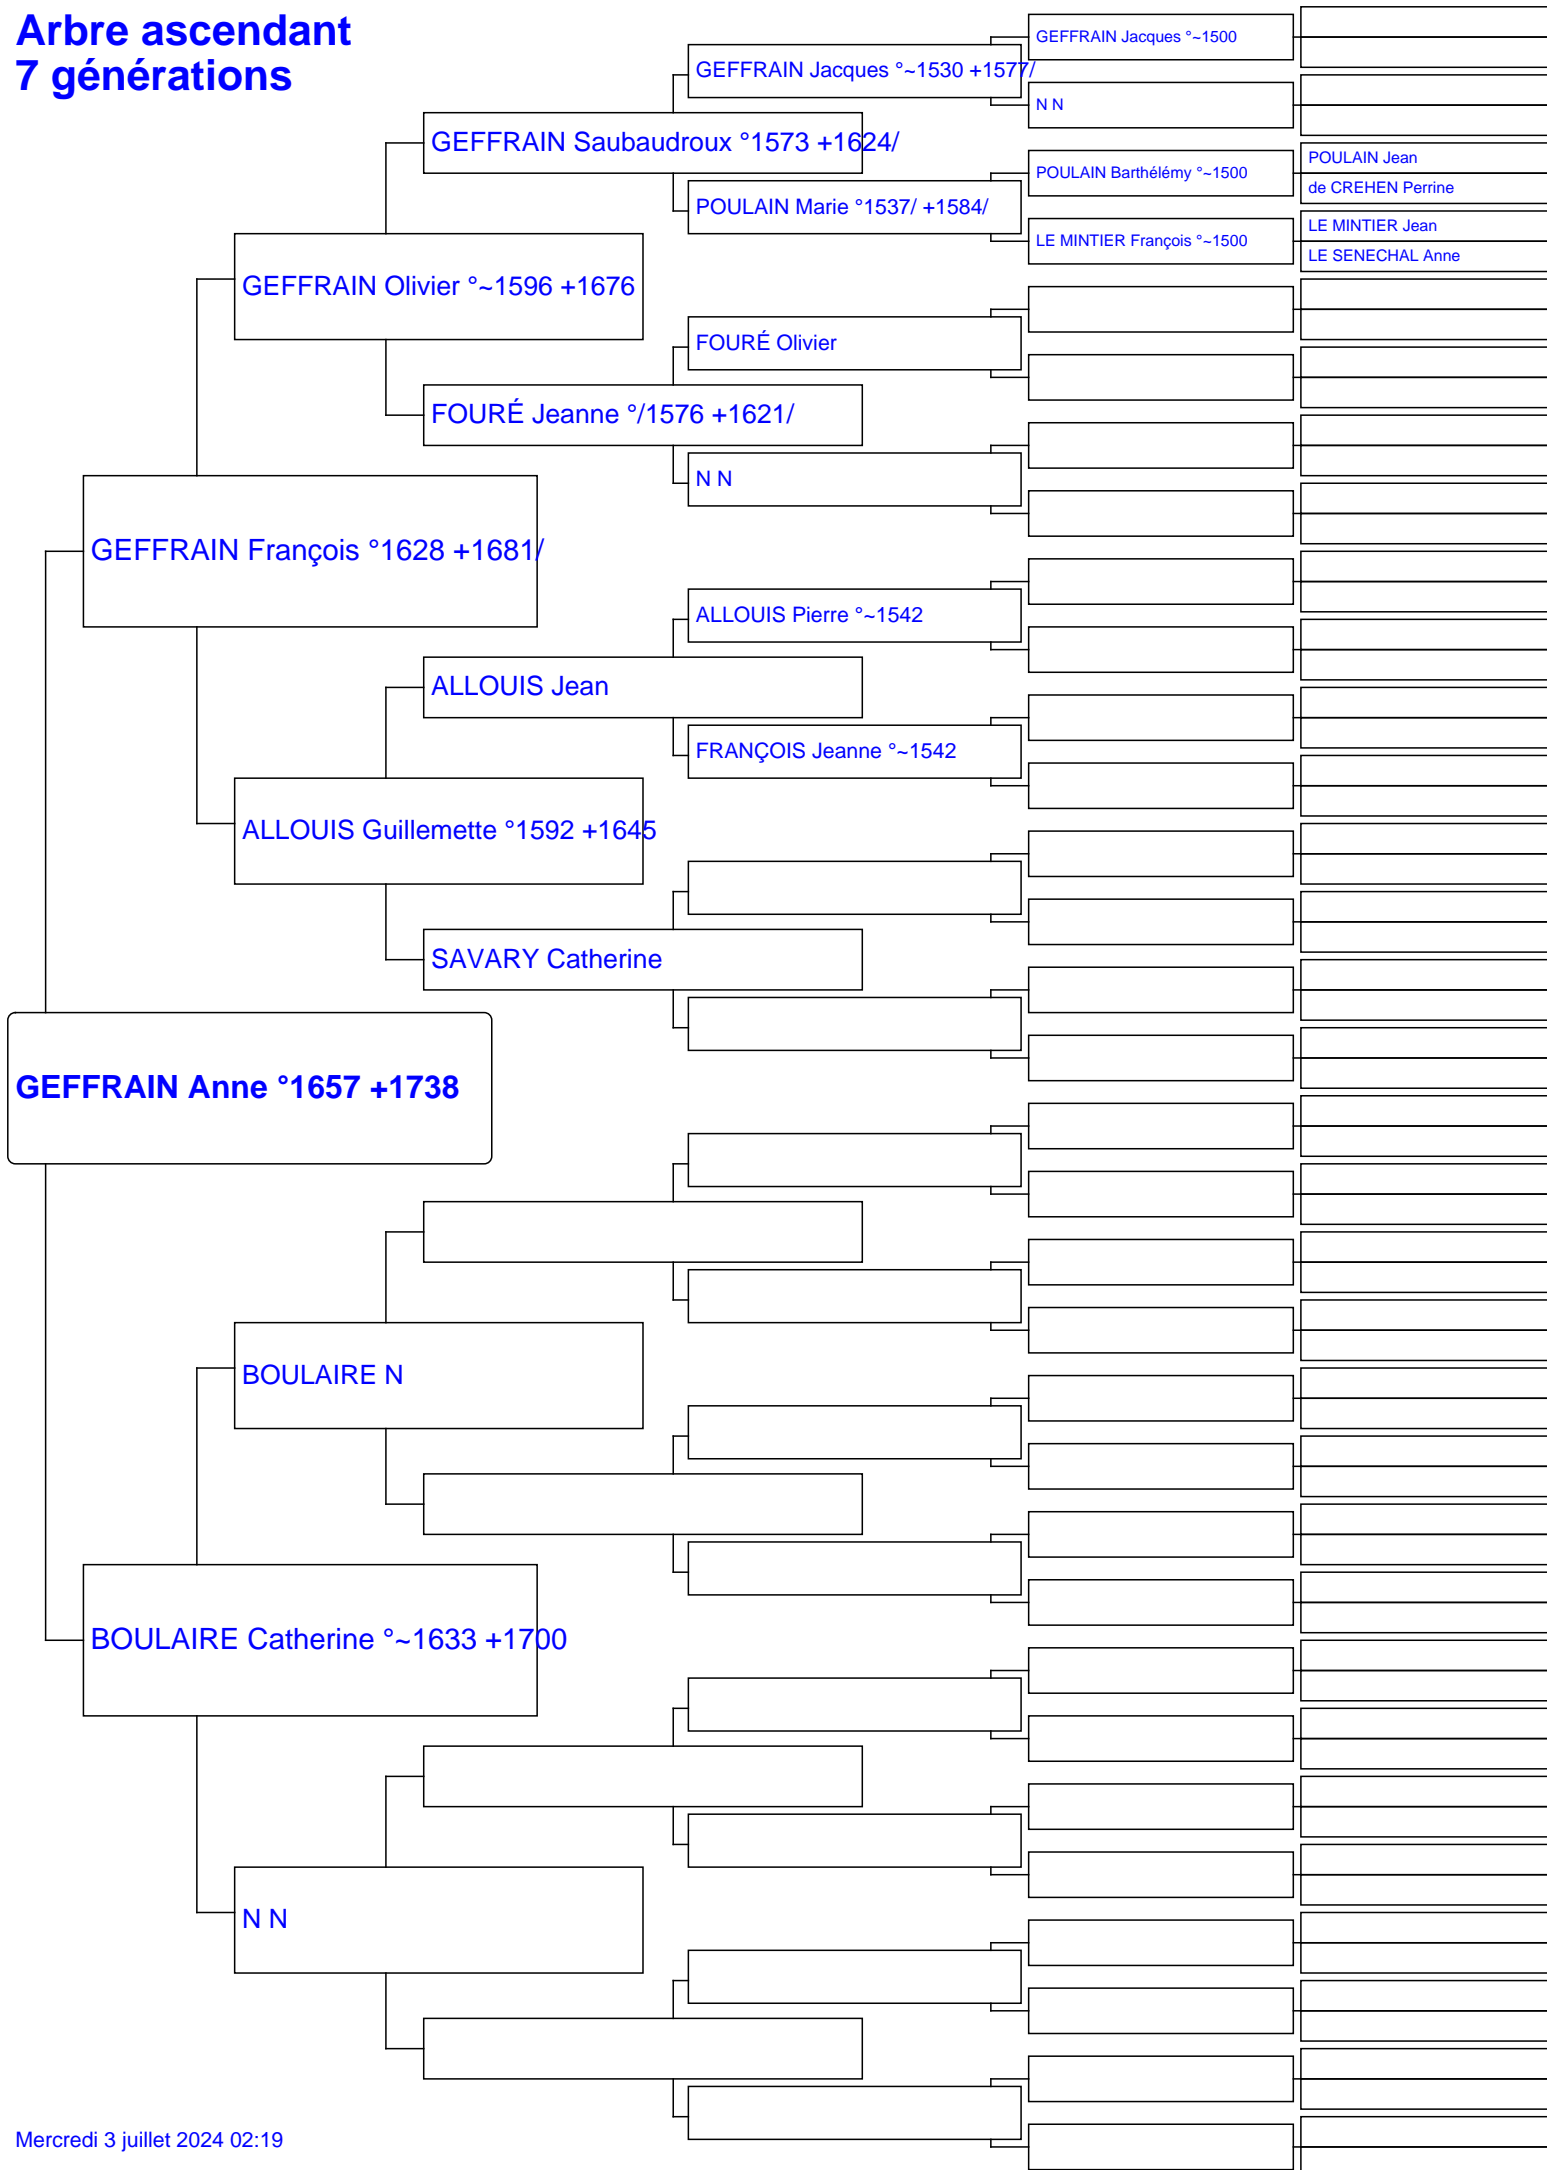 Arbre ascendant
7 générations
GEFFRAIN Jacques °~1500
GEFFRAIN Jacques °~1530 +1577/
N N
GEFFRAIN Saubaudroux °1573 +1624/
POULAIN Jean
POULAIN Barthélémy °~1500
de CREHEN Perrine
POULAIN Marie °1537/ +1584/
LE MINTIER Jean
LE MINTIER François °~1500
LE SENECHAL Anne
GEFFRAIN Olivier °~1596 +1676
FOURÉ Olivier
FOURÉ Jeanne °/1576 +1621/
N N
GEFFRAIN François °1628 +1681/
ALLOUIS Pierre °~1542
ALLOUIS Jean
FRANÇOIS Jeanne °~1542
ALLOUIS Guillemette °1592 +1645
SAVARY Catherine
GEFFRAIN Anne °1657 +1738
BOULAIRE N
BOULAIRE Catherine °~1633 +1700
N N
Mercredi 3 juillet 2024 02:19